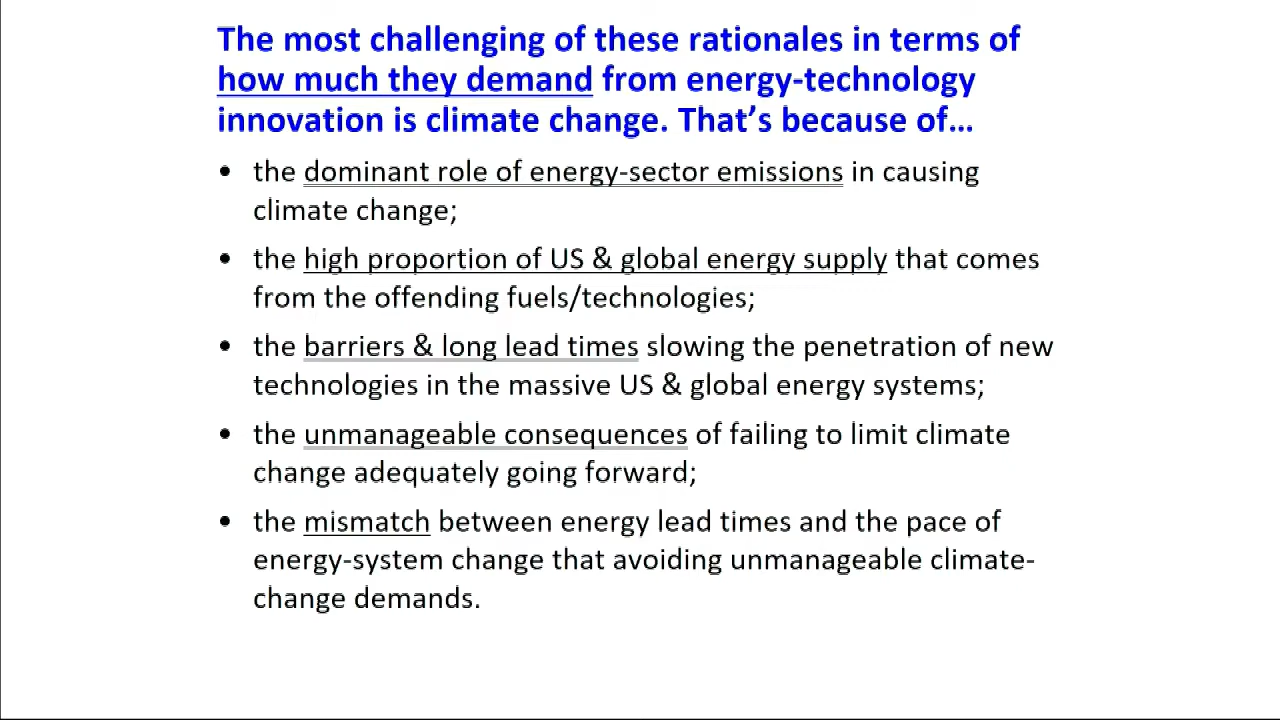 The most challenging of these rationales in terms of
how much they demand from energy-technology
innovation is climate change. That’s because of…
• the dominant role of energy-sector emissions in causing
climate change;
• the high proportion of US & global energy supply that comes
from the offending fuels/technologies;
• the barriers & long lead times slowing the penetration of new
technologies in the massive US & global energy systems;
• the unmanageable consequences of failing to limit climate
change adequately going forward;
• the mismatch between energy lead times and the pace of
energy-system change that avoiding unmanageable climate-
change demands.